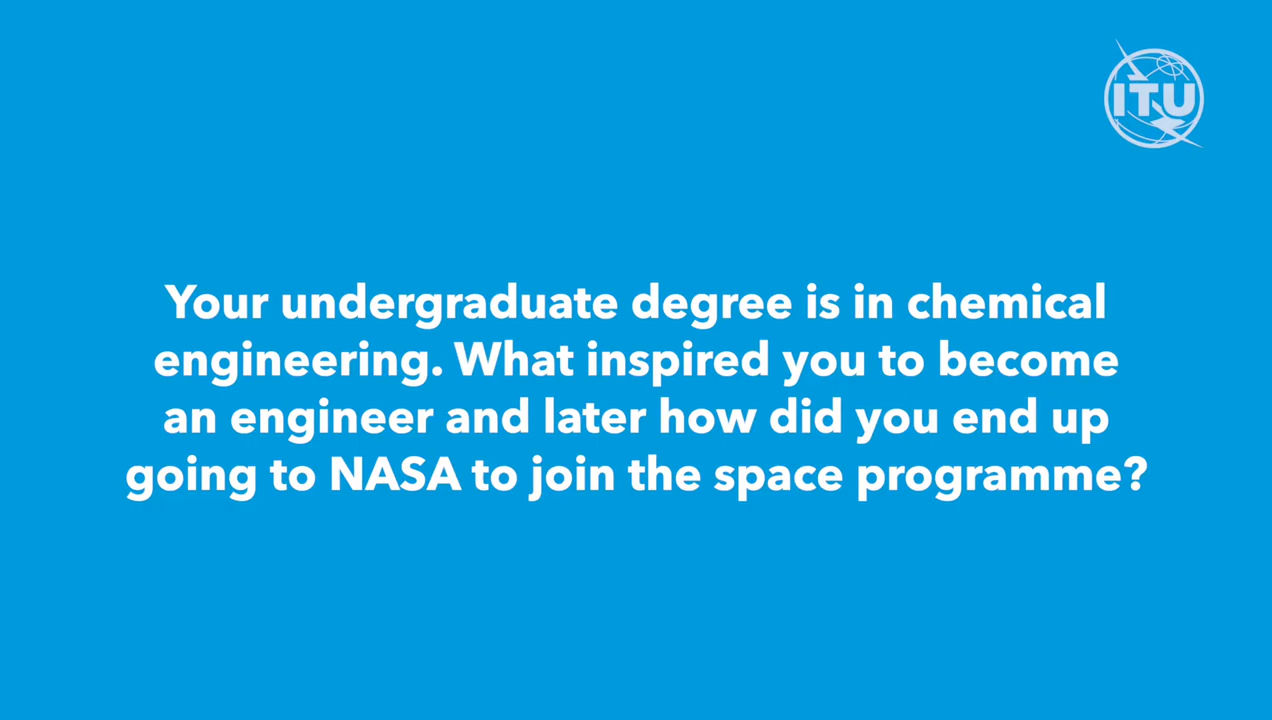 ITU
Your undergraduate degree is in chemical
engineering. What inspired you to become
an engineer and later how did you end up
going to NASA to join the space programme?